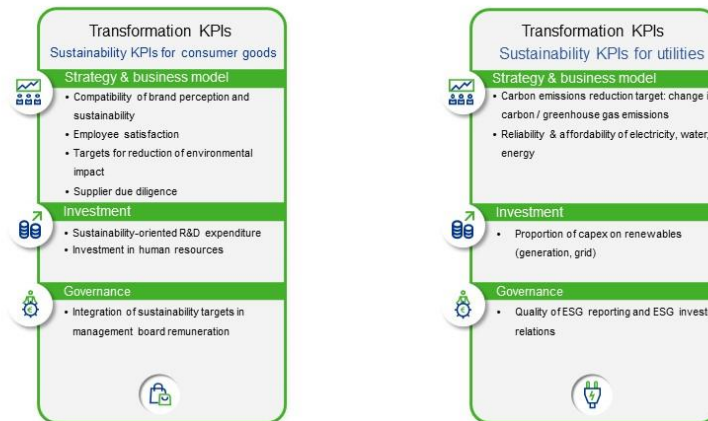 Transformation KPIs
Sustainability KPIs for consumer goods
Strategy & business model
• Compatibility of brand perception and
sustainability
• Employee satisfaction
• Targets for reduction of environmental
impact
• Supplier due diligence
Investment
• Sustainability-oriented R&D expenditure
• Investment in human resources
Governance
• Integration of sustainability targets in
management board remuneration
Transformation KPIs
Sustainability KPIs for utilities
Strategy & business model
• Carbon emissions reduction target: change i
carbon / greenhouse gas emissions
• Reliability & affordability of electricity, water,
energy
Investment
• Proportion of capex on renewables
(generation, grid)
Governance
• Quality of ESG reporting and ESG invest
relations